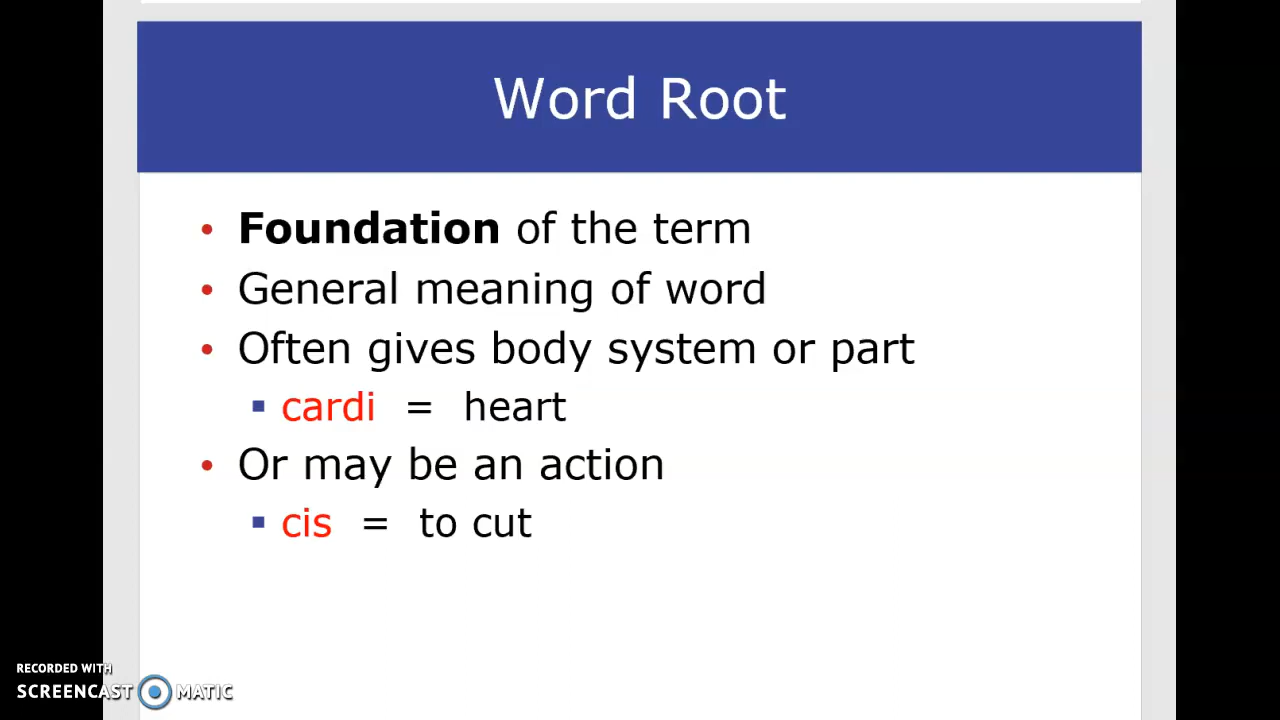 Word Root
• Foundation of the term
• General meaning of word
• Often gives body system or part
▪ cardi = heart
• Or may be an action
▪ cis = to cut
RECORDED WITH
SCREENCAST MATIC